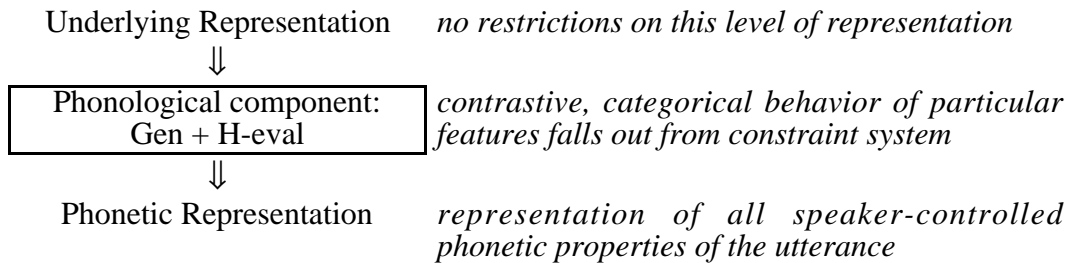 Underlying Representation no restrictions on this level of representation
⇓
Phonological component: contrastive, categorical behavior of particular
Gen + H-eval features falls out from constraint system
⇓
Phonetic Representation representation of all speaker-controlled
phonetic properties of the utterance